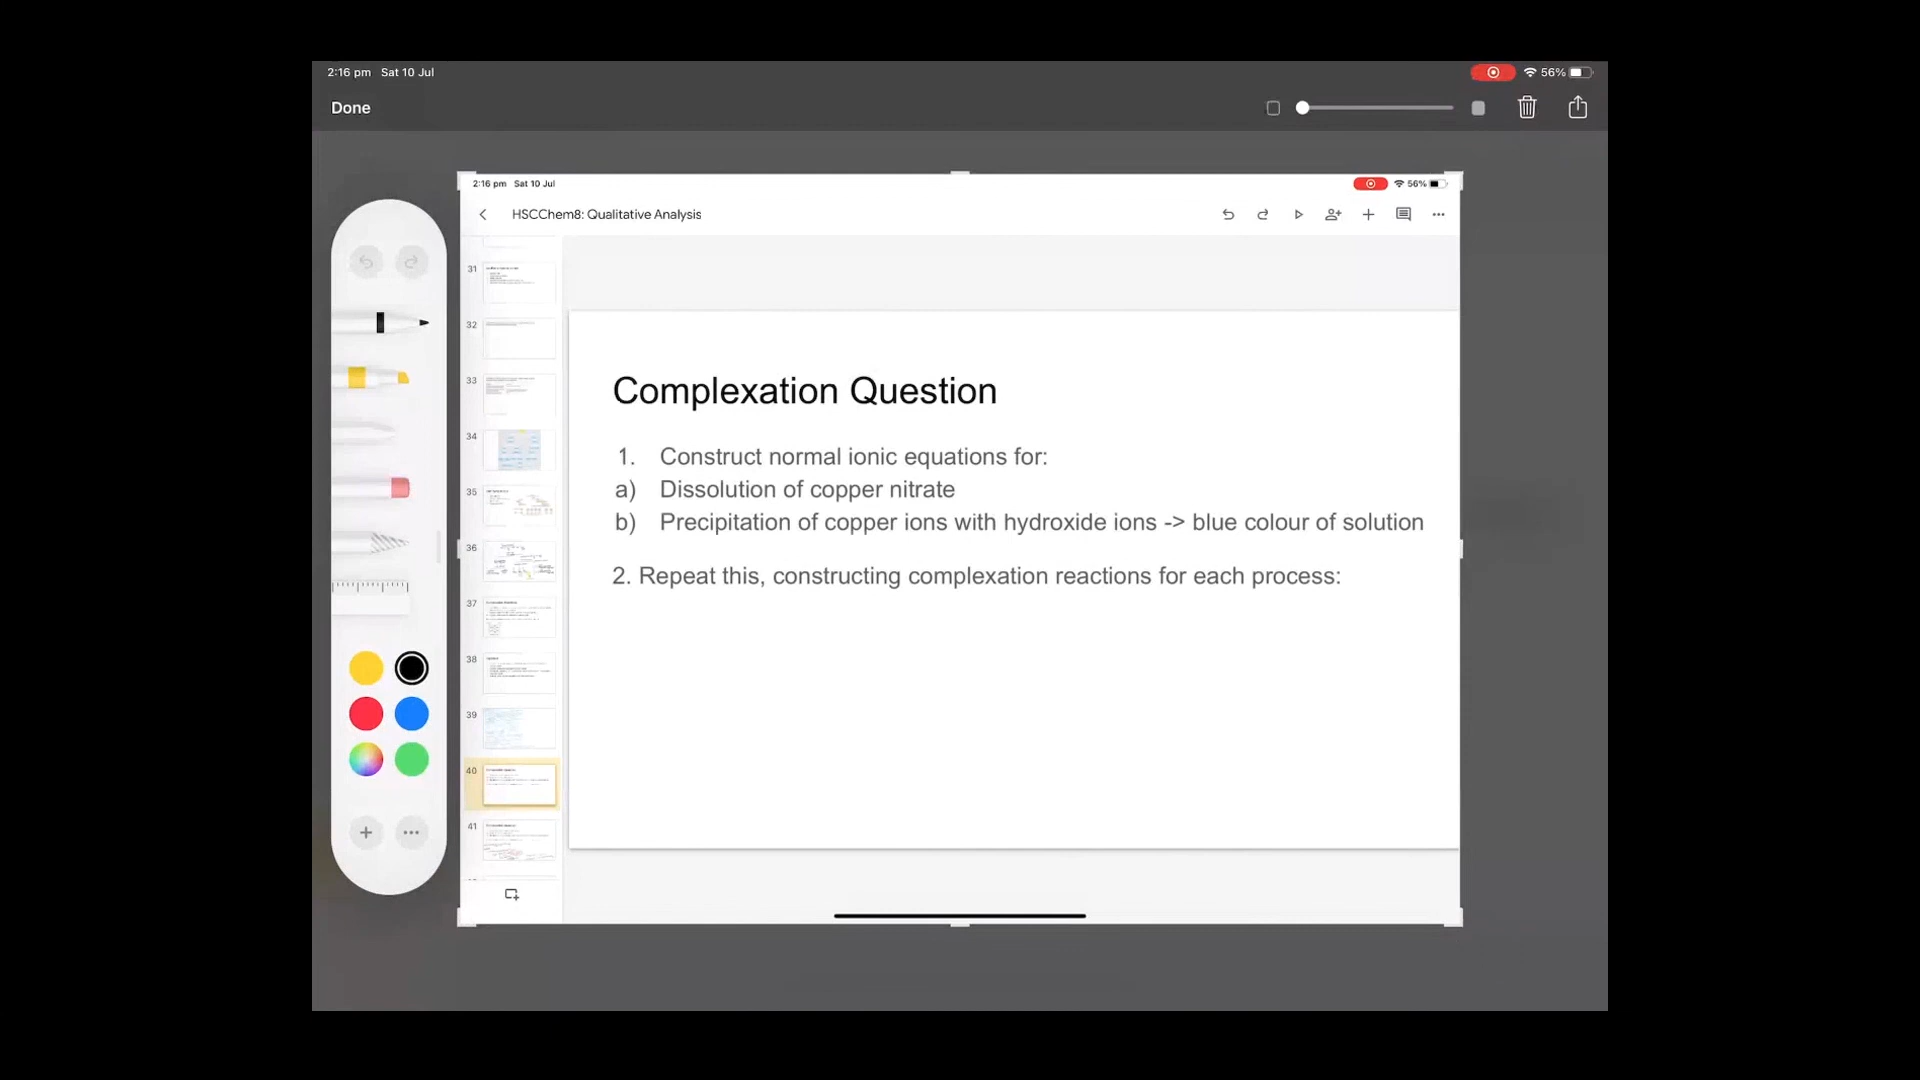 2:16 pm Sat 10 Jul
56%
Done
2:16 pm Sat 10 Jul
56%
HSCChem8: Qualitative Analysis
31
32
33
34
35
36
37
38
39
40
41
Complexation Question
1. Construct normal ionic equations for:
a) Dissolution of copper nitrate
b) Precipitation of copper ions with hydroxide ions -> blue colour of solution
2. Repeat this, constructing complexation reactions for each process: